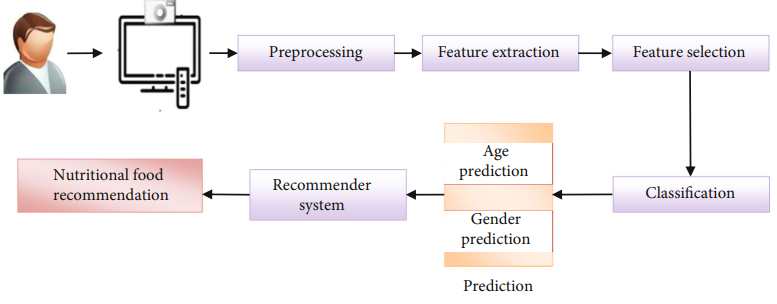 Preprocessing
Feature extraction
Feature selection
Classification
Age
prediction
Gender
prediction
Prediction
Recommender
system
Nutritional food
recommendation